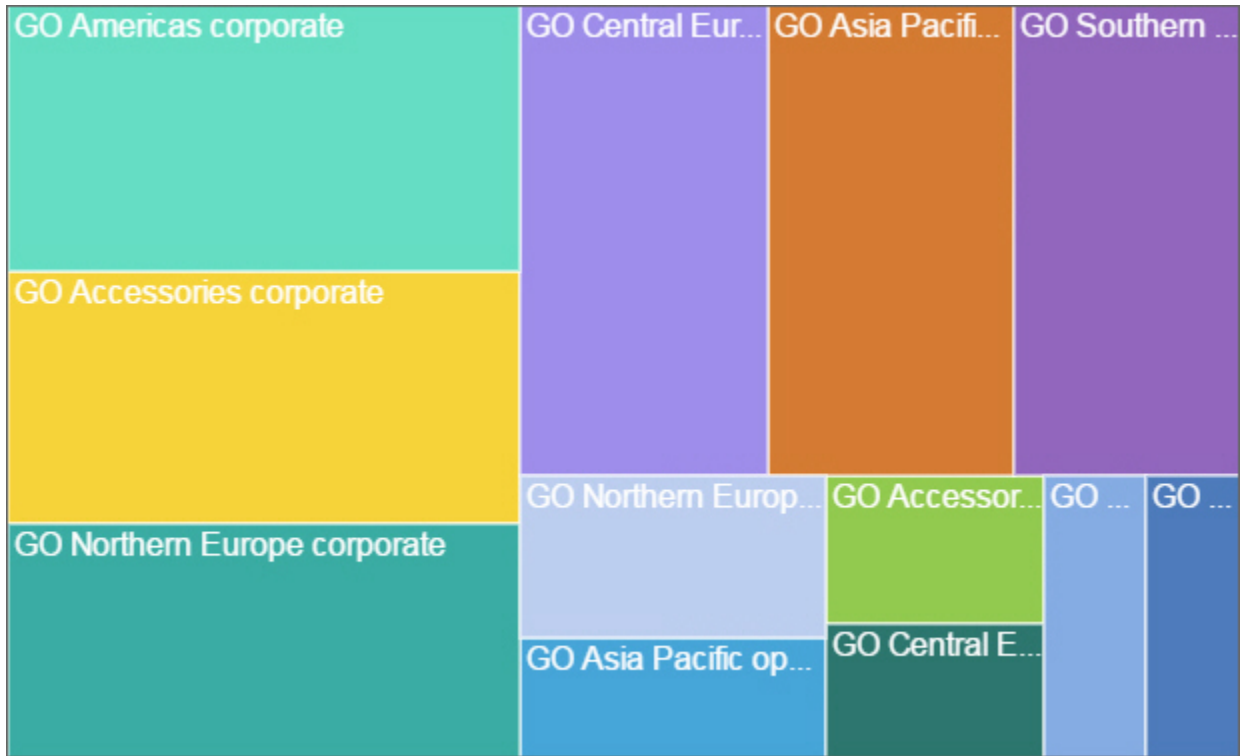 GO Americas corporate
GO Central Eur...
GO Asia Pacifi...
GO Southern ...
GO Accessories corporate
GO Northern Europ...
GO Accessor...
GO ...
GO ...
GO Northern Europe corporate
GO Asia Pacific op...
GO Central E...